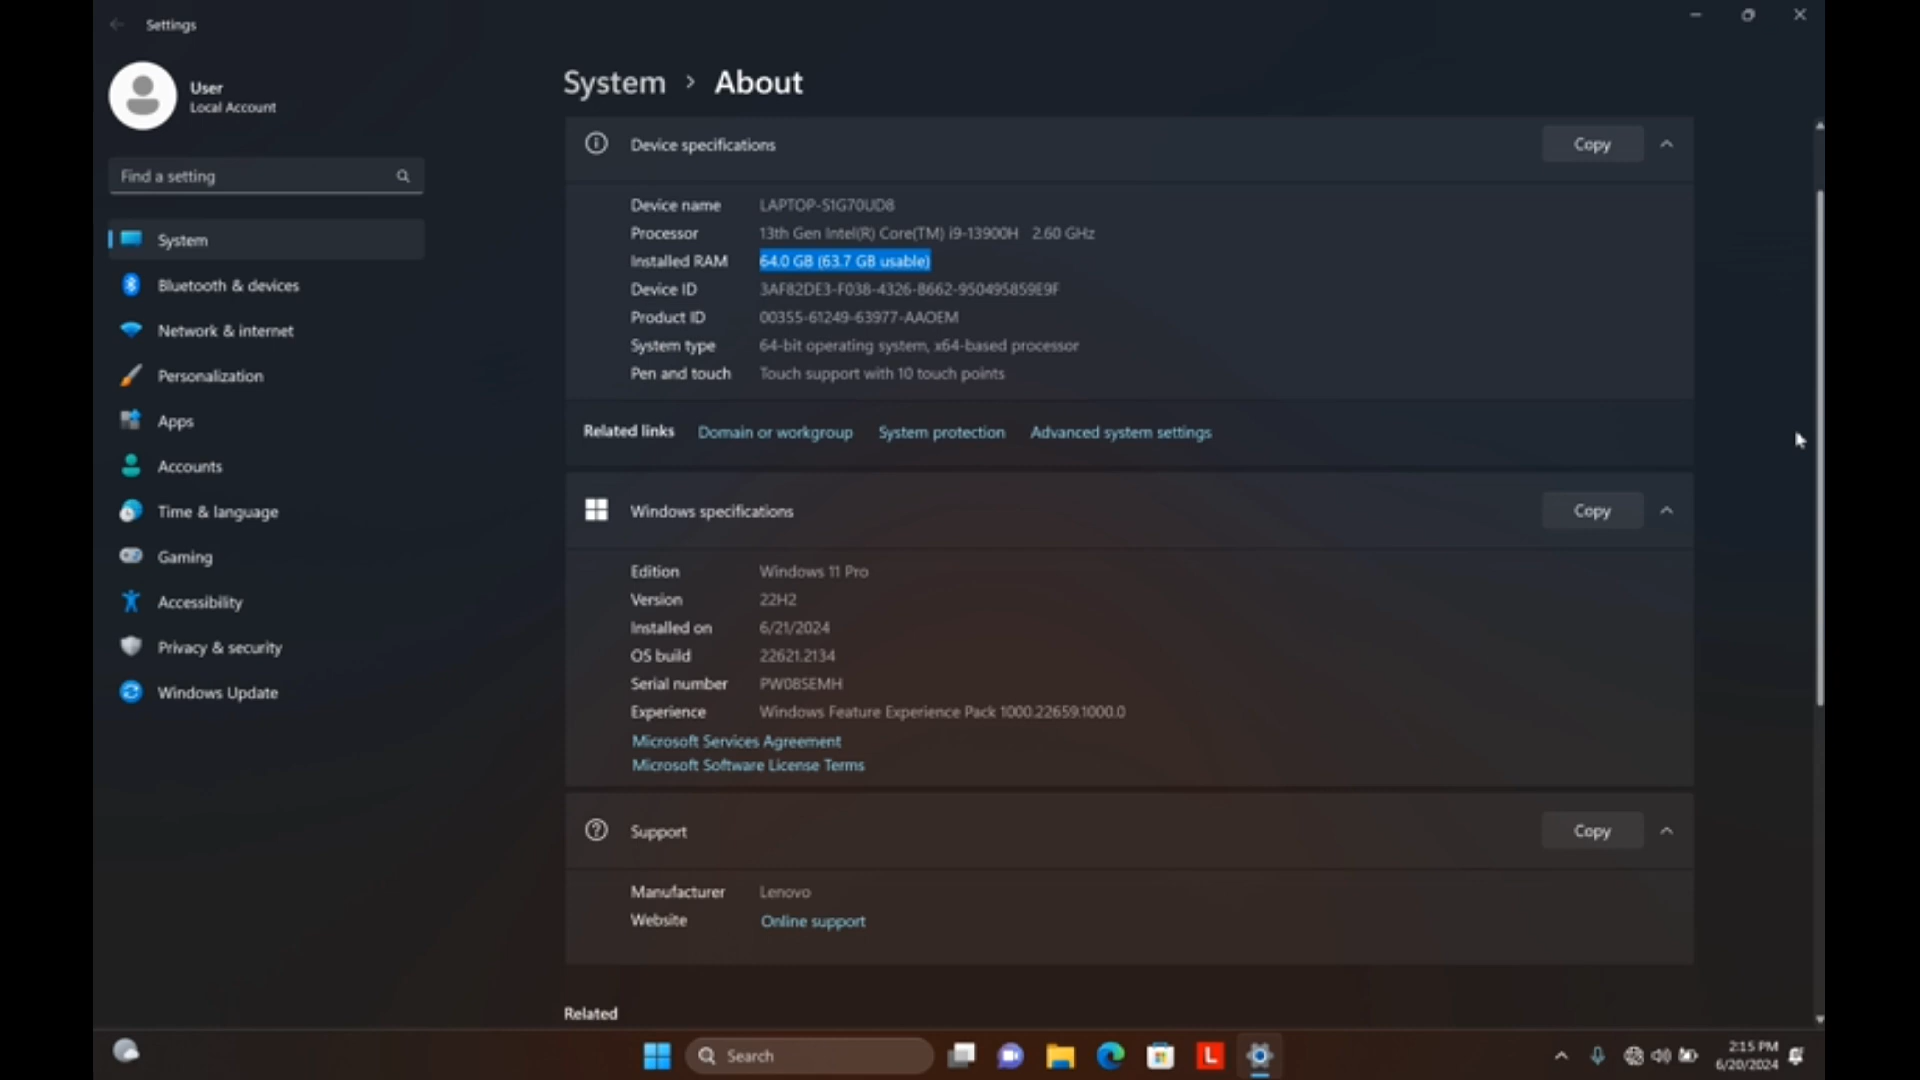 Settings
User
Local Account
Find a setting
System
Bluetooth & devices
Network & internet
Personalization
Apps
Accounts
Time & language
Gaming
Accessibility
Privacy & security
Windows Update
System > About
Device specifications
Copy
Device name LAPTOP-S1G70UD8
Processor 13th Gen Intel(R) Core(TM) i9-13900H 2.60 GHz
Installed RAM 64.0 GB (63.7 GB usable)
Device ID 3AF82DE3-F038-4326-B662-950495859E9F
Product ID 00355-61249-63977-AAOEM
System type 64-bit operating system, x64-based processor
Pen and touch Touch support with 10 touch points
Related links Domain or workgroup System protection Advanced system settings
Windows specifications
Copy
Edition Windows 11 Pro
Version 22H2
Installed on 6/21/2024
OS build 22621.2134
Serial number PW08SEMH
Experience Windows Feature Experience Pack 1000.22659.1000.0
Microsoft Services Agreement
Microsoft Software License Terms
Support
Copy
Manufacturer Lenovo
Website Online support
Related
Search
L
2:15 PM
6/20/2024